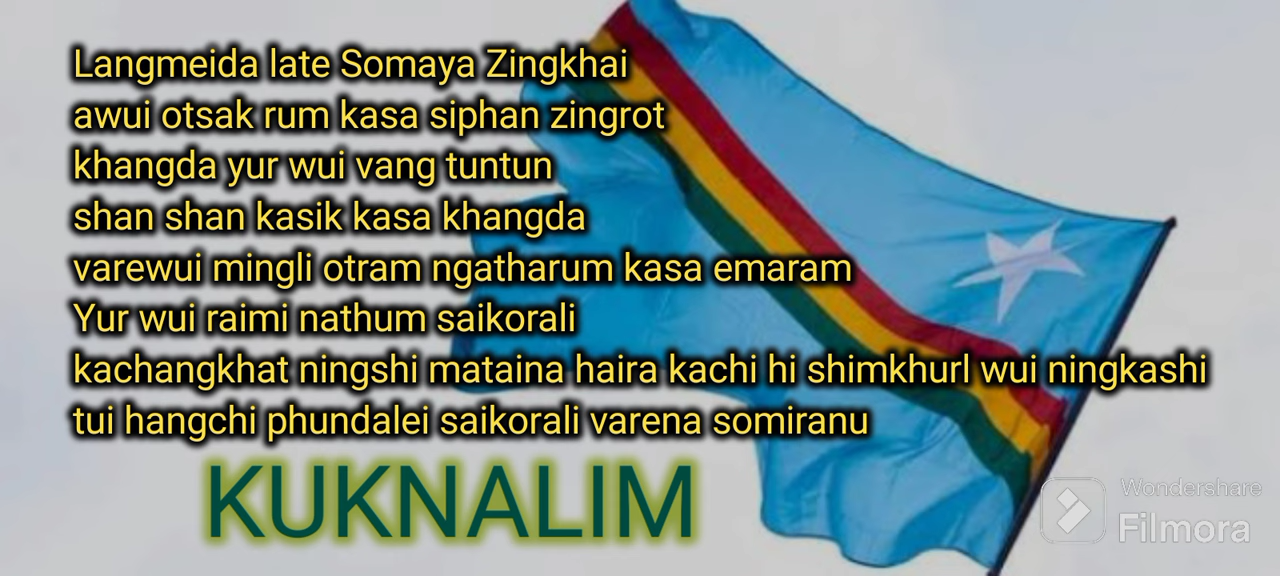 Langmeida late Somaya Zingkhai
awui otsak rum kasa siphan zingrot
khangda yur wui vang tuntun
shan shan kasik kasa khangda
varewui mingli otram ngatharum kasa emaram
Yur wui raimi nathum saikorali
kachangkhat ningshi mataina haira kachi hi shimkhurl wui ningkashi
tui hangchi phundalei saikorali varena somiranu
KUKNALIM
Wondershare
Filmora